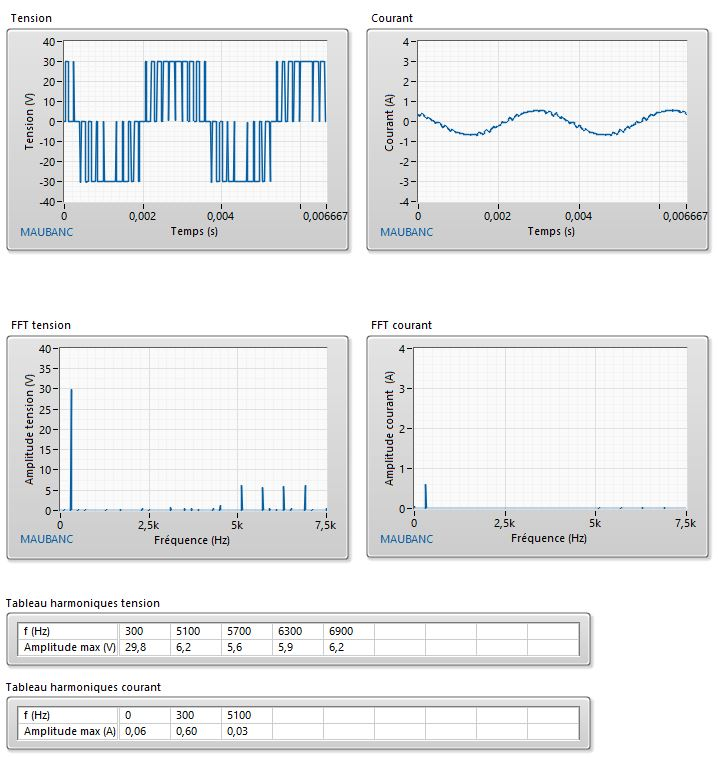 Tension
Courant
Tension (V)
40
30
20
10
0
-10
-20
-30
-40
0
0,002
0,004
0,006667
MAUBANC
Temps (s)
Courant (A)
4
3
2
1
0
-1
-2
-3
-4
0
0,002
0,004
0,006667
MAUBANC
Temps (s)
FFT tension
FFT courant
Amplitude tension (V)
40
35
30
25
20
15
10
5
0
0
2,5k
5k
7,5k
MAUBANC
Fréquence (Hz)
Amplitude courant (A)
4
3
2
1
0
0
2,5k
5k
7,5k
MAUBANC
Fréquence (Hz)
Tableau harmoniques tension
f (Hz) 300 5100 5700 6300 6900
Amplitude max (V) 29,8 6,2 5,6 5,9 6,2
Tableau harmoniques courant
f (Hz) 0 300 5100
Amplitude max (A) 0,06 0,60 0,03